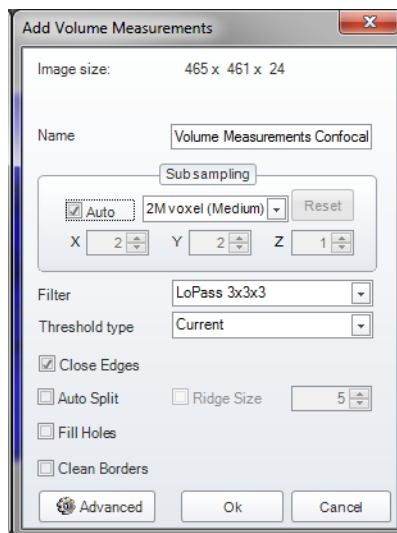 Add Volume Measurements
Image size: 465 x 461 x 24
Name Volume Measurements Confocal
Sub sampling
Auto 2M voxel (Medium) Reset
X 2 Y 2 Z 1
Filter LoPass 3x3x3
Threshold type Current
Close Edges
Auto Split Ridge Size 5
Fill Holes
Clean Borders
Advanced Ok Cancel